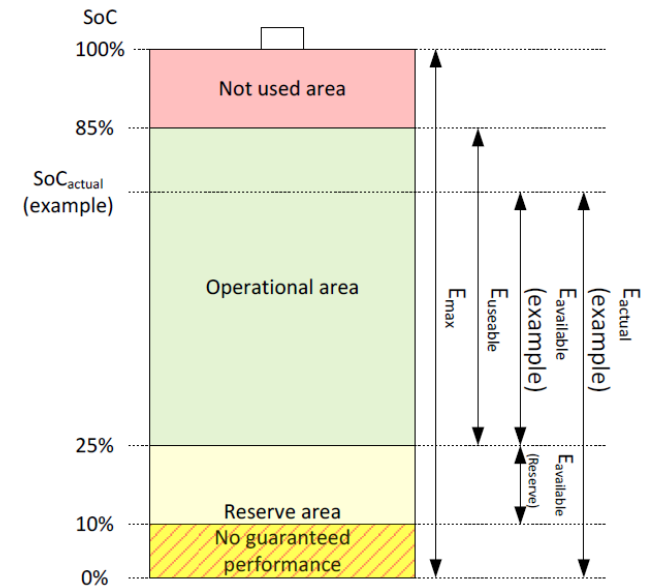 SoC
100%
Not used area
85%
SoCactual
(example)
Operational area
Emax
Euseable
Eavailable
(example)
Eactual
(example)
25%
Eavailable
(Reserve)
Reserve area
10%
No guaranteed
performance
0%